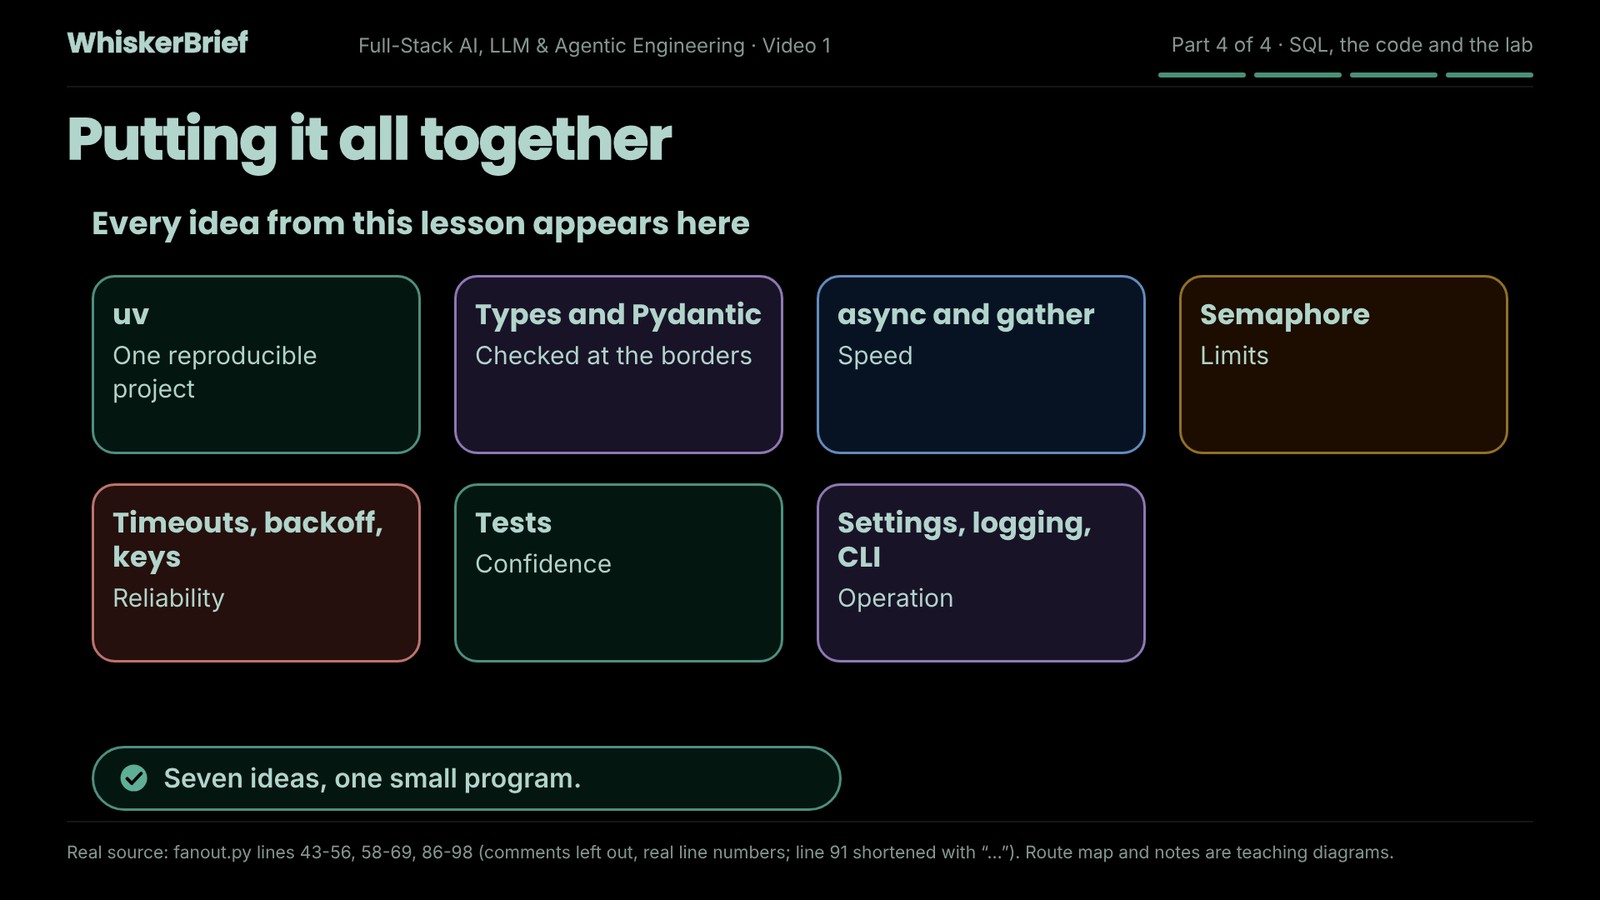 WhiskerBrief
Full-Stack AI, LLM & Agentic Engineering · Video 1
Part 4 of 4 · SQL, the code and the lab
Putting it all together
Every idea from this lesson appears here
uv
One reproducible
project
Types and Pydantic
Checked at the borders
async and gather
Speed
Semaphore
Limits
Timeouts, backoff,
keys
Reliability
Tests
Confidence
Settings, logging,
CLI
Operation
Seven ideas, one small program.
Real source: fanout.py lines 43-56, 58-69, 86-98 (comments left out, real line numbers; line 91 shortened with “…”). Route map and notes are teaching diagrams.